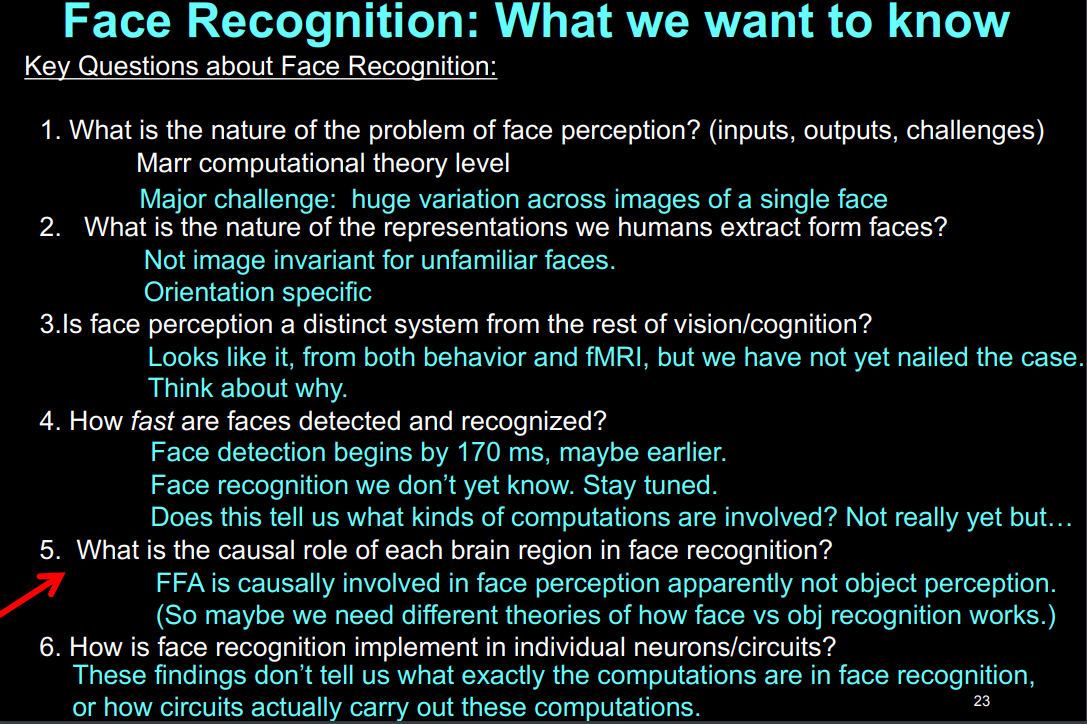 Face Recognition: What we want to know
Key Questions about Face Recognition:
1. What is the nature of the problem of face perception? (inputs, outputs, challenges)
Marr computational theory level
Major challenge:  huge variation across images of a single face
2.   What is the nature of the representations we humans extract form faces?
Not image invariant for unfamiliar faces.
Orientation specific
3.Is face perception a distinct system from the rest of vision/cognition?
Looks like it, from both behavior and fMRI, but we have not yet nailed the case.
Think about why.
4. How fast are faces detected and recognized?
Face detection begins by 170 ms, maybe earlier.
Face recognition we don’t yet know. Stay tuned.
Does this tell us what kinds of computations are involved? Not really yet but…
5.  What is the causal role of each brain region in face recognition?
FFA is causally involved in face perception apparently not object perception.
(So maybe we need different theories of how face vs obj recognition works.)
6. How is face recognition implement in individual neurons/circuits?
These findings don’t tell us what exactly the computations are in face recognition,
or how circuits actually carry out these computations.
23